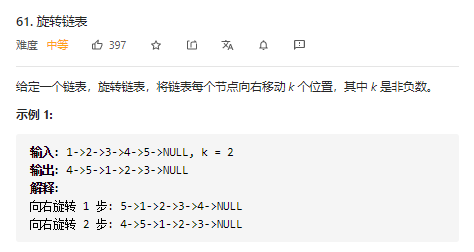 61. 旋转链表
难度 中等 397
给定一个链表，旋转链表，将链表每个节点向右移动 k 个位置，其中 k 是非负数。
示例 1:
输入: 1->2->3->4->5->NULL, k = 2
输出: 4->5->1->2->3->NULL
解释:
向右旋转 1 步: 5->1->2->3->4->NULL
向右旋转 2 步: 4->5->1->2->3->NULL